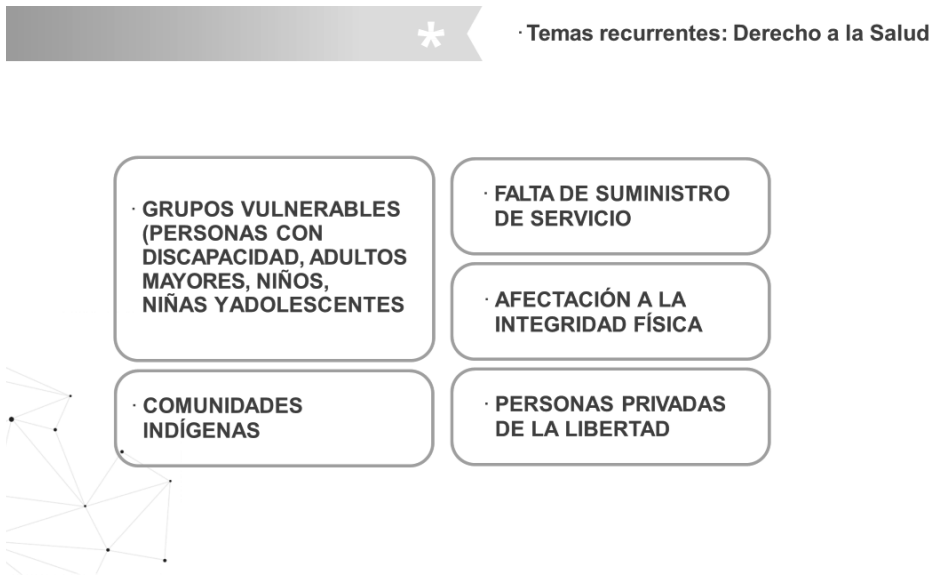 · Temas recurrentes: Derecho a la Salud
· GRUPOS VULNERABLES
(PERSONAS CON
DISCAPACIDAD, ADULTOS
MAYORES, NIÑOS,
NIÑAS YADOLESCENTES
· COMUNIDADES
INDÍGENAS
· FALTA DE SUMINISTRO
DE SERVICIO
· AFECTACIÓN A LA
INTEGRIDAD FÍSICA
· PERSONAS PRIVADAS
DE LA LIBERTAD